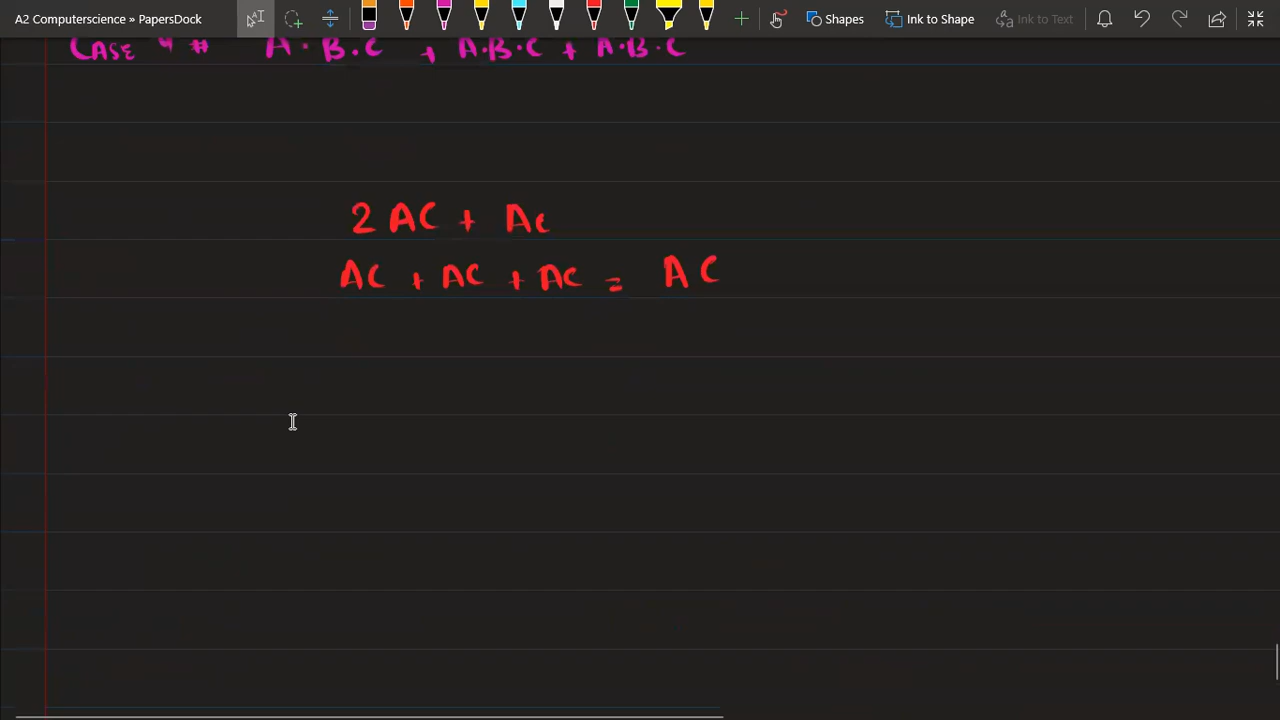 A2 Computerscience » PapersDock
Shapes
Ink to Shape
Ink to Text
CASE 4 # A · B · C + A·B·C + A·B·C
2 AC + AC
AC + AC + AC = AC